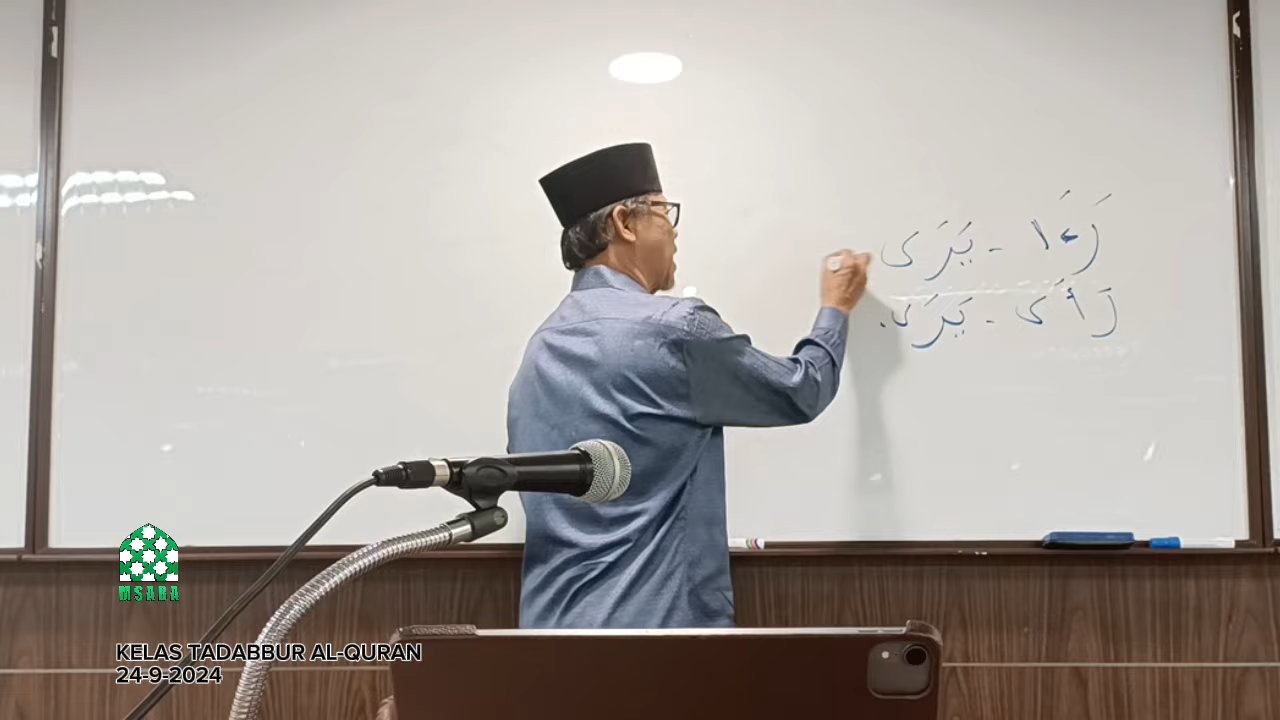 رَءَا - يَرَى
رَأَى - يَرَى.
MSARA
KELAS TADABBUR AL-QURAN
24-9-2024